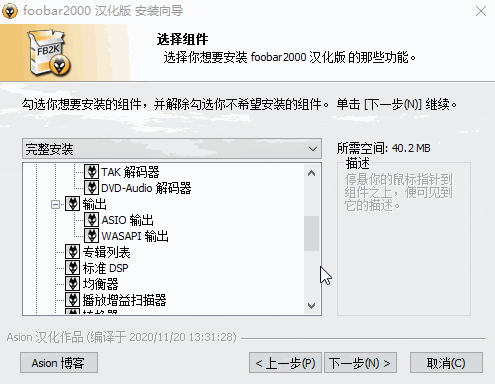 foobar2000 汉化版 安装向导
FB2K
选择组件
选择你想要安装 foobar2000 汉化版 的那些功能。
勾选你想要安装的组件，并解除勾选你不希望安装的组件。 单击 [下一步(N)] 继续。
完整安装
所需空间: 40.2 MB
描述
停悬你的鼠标指针到
组件之上，便可见到
它的描述。
TAK 解码器
DVD-Audio 解码器
输出
ASIO 输出
WASAPI 输出
专辑列表
标准 DSP
均衡器
播放增益扫描器
Asion 汉化作品 (编译于 2020/11/20 13:31:28)
Asion 博客
< 上一步(P)
下一步(N) >
取消(C)